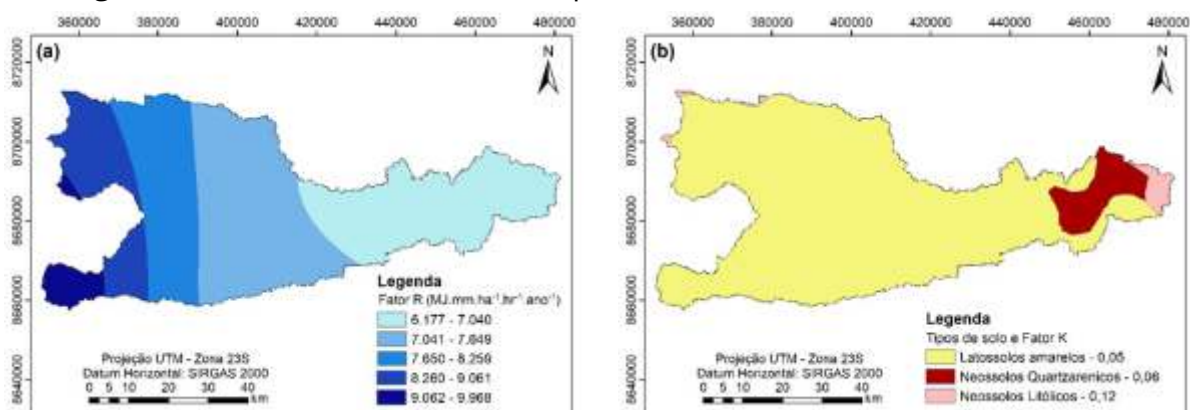 360000 380000 400000 420000 440000 460000 480000
(a)
N
8720000
8700000
8680000
8660000
8640000
Legenda
Fator R (MJ.mm.ha⁻¹.hr⁻¹.ano⁻¹)
6.177 - 7.040
7.041 - 7.649
7.650 - 8.259
8.260 - 9.061
9.062 - 9.968
Projeção UTM - Zona 23S
Datum Horizontal: SIRGAS 2000
0 5 10 20 30 40
km
360000 380000 400000 420000 440000 460000 480000
(b)
N
8720000
8700000
8680000
8660000
8640000
Legenda
Tipos de solo e Fator K
Latossolos amarelos - 0,05
Neossolos Quartzarenicos - 0,06
Neossolos Litólicos - 0,12
Projeção UTM - Zona 23S
Datum Horizontal: SIRGAS 2000
0 5 10 20 30 40
km